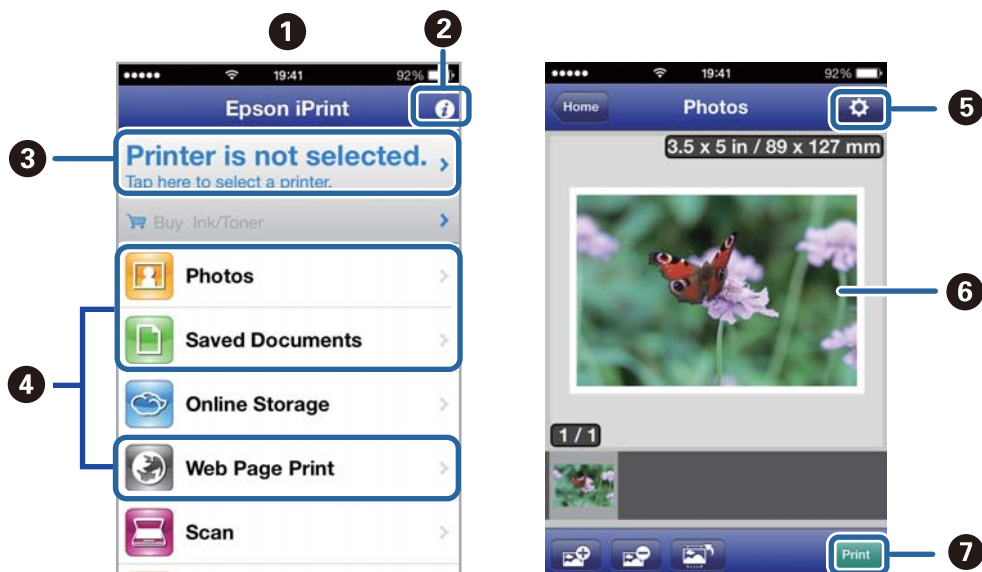 1
2
19:41
92%
Epson iPrint
3
Printer is not selected.
Tap here to select a printer.
Buy Ink/Toner
Photos
Saved Documents
4
Online Storage
Web Page Print
Scan
19:41
92%
Home
Photos
5
3.5 x 5 in / 89 x 127 mm
6
1 / 1
Print
7